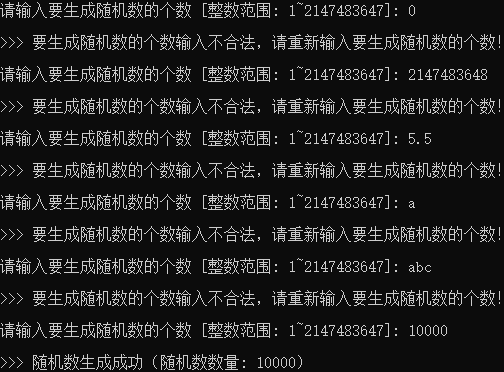 请输入要生成随机数的个数 [整数范围: 1~2147483647]: 0
>>> 要生成随机数的个数输入不合法，请重新输入要生成随机数的个数!
请输入要生成随机数的个数 [整数范围: 1~2147483647]: 2147483648
>>> 要生成随机数的个数输入不合法，请重新输入要生成随机数的个数!
请输入要生成随机数的个数 [整数范围: 1~2147483647]: 5.5
>>> 要生成随机数的个数输入不合法，请重新输入要生成随机数的个数!
请输入要生成随机数的个数 [整数范围: 1~2147483647]: a
>>> 要生成随机数的个数输入不合法，请重新输入要生成随机数的个数!
请输入要生成随机数的个数 [整数范围: 1~2147483647]: abc
>>> 要生成随机数的个数输入不合法，请重新输入要生成随机数的个数!
请输入要生成随机数的个数 [整数范围: 1~2147483647]: 10000
>>> 随机数生成成功（随机数数量: 10000）